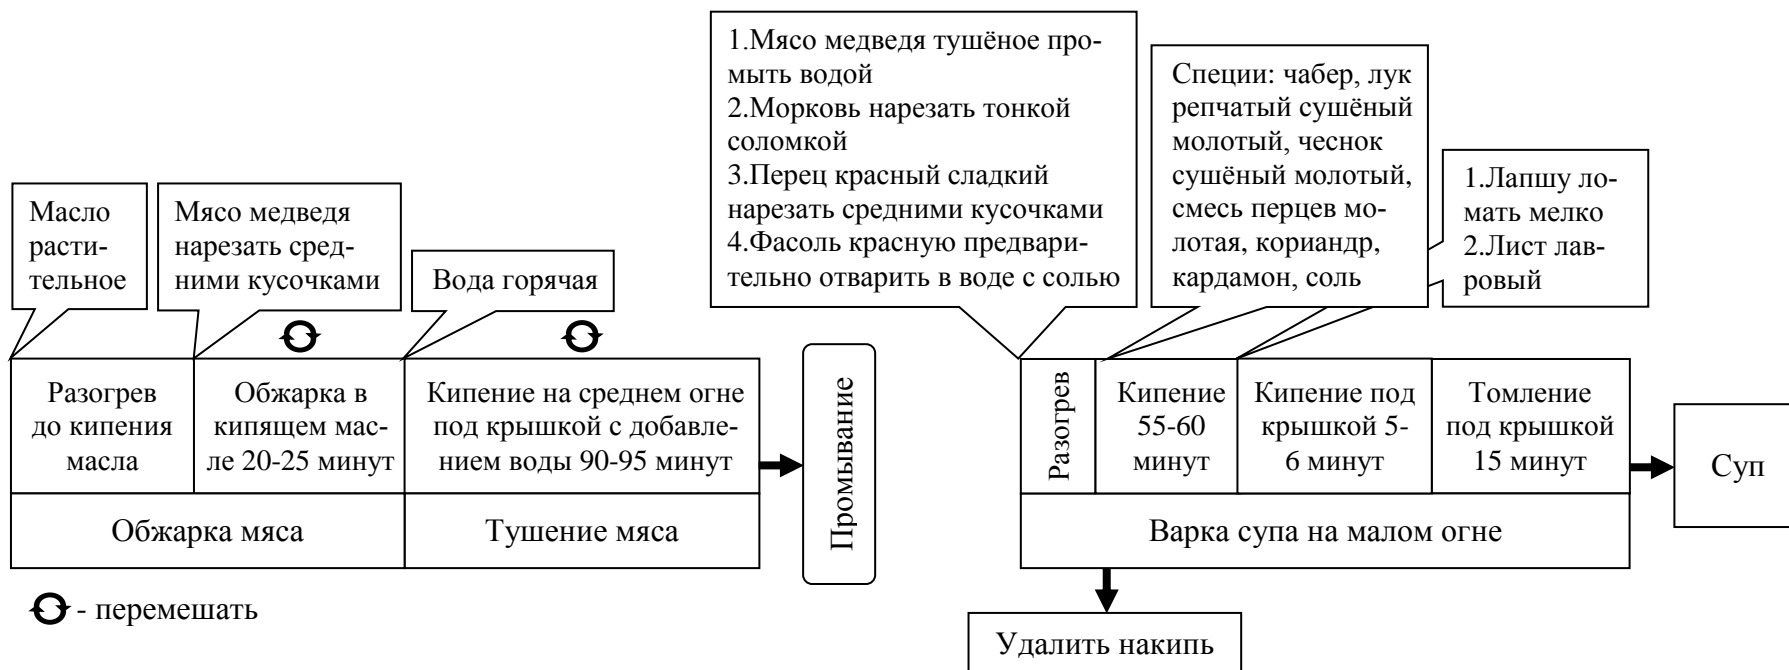 Масло
расти-
тельное
Мясо медведя
нарезать сред-
ними кусочками
Вода горячая
1.Мясо медведя тушёное про-
мыть водой
2.Морковь нарезать тонкой
соломкой
3.Перец красный сладкий
нарезать средними кусочками
4.Фасоль красную предвари-
тельно отварить в воде с солью
Специи: чабер, лук
репчатый сушёный
молотый, чеснок
сушёный молотый,
смесь перцев мо-
лотая, кориандр,
кардамон, соль
1.Лапшу ло-
мать мелко
2.Лист лав-
ровый
Разогрев
до кипения
масла
Обжарка в
кипящем мас-
ле 20-25 минут
Кипение на среднем огне
под крышкой с добавле-
нием воды 90-95 минут
Обжарка мяса
Тушение мяса
Промывание
Разогрев
Кипение
55-60
минут
Кипение под
крышкой 5-
6 минут
Томление
под крышкой
15 минут
Варка супа на малом огне
Суп
Удалить накипь
- перемешать